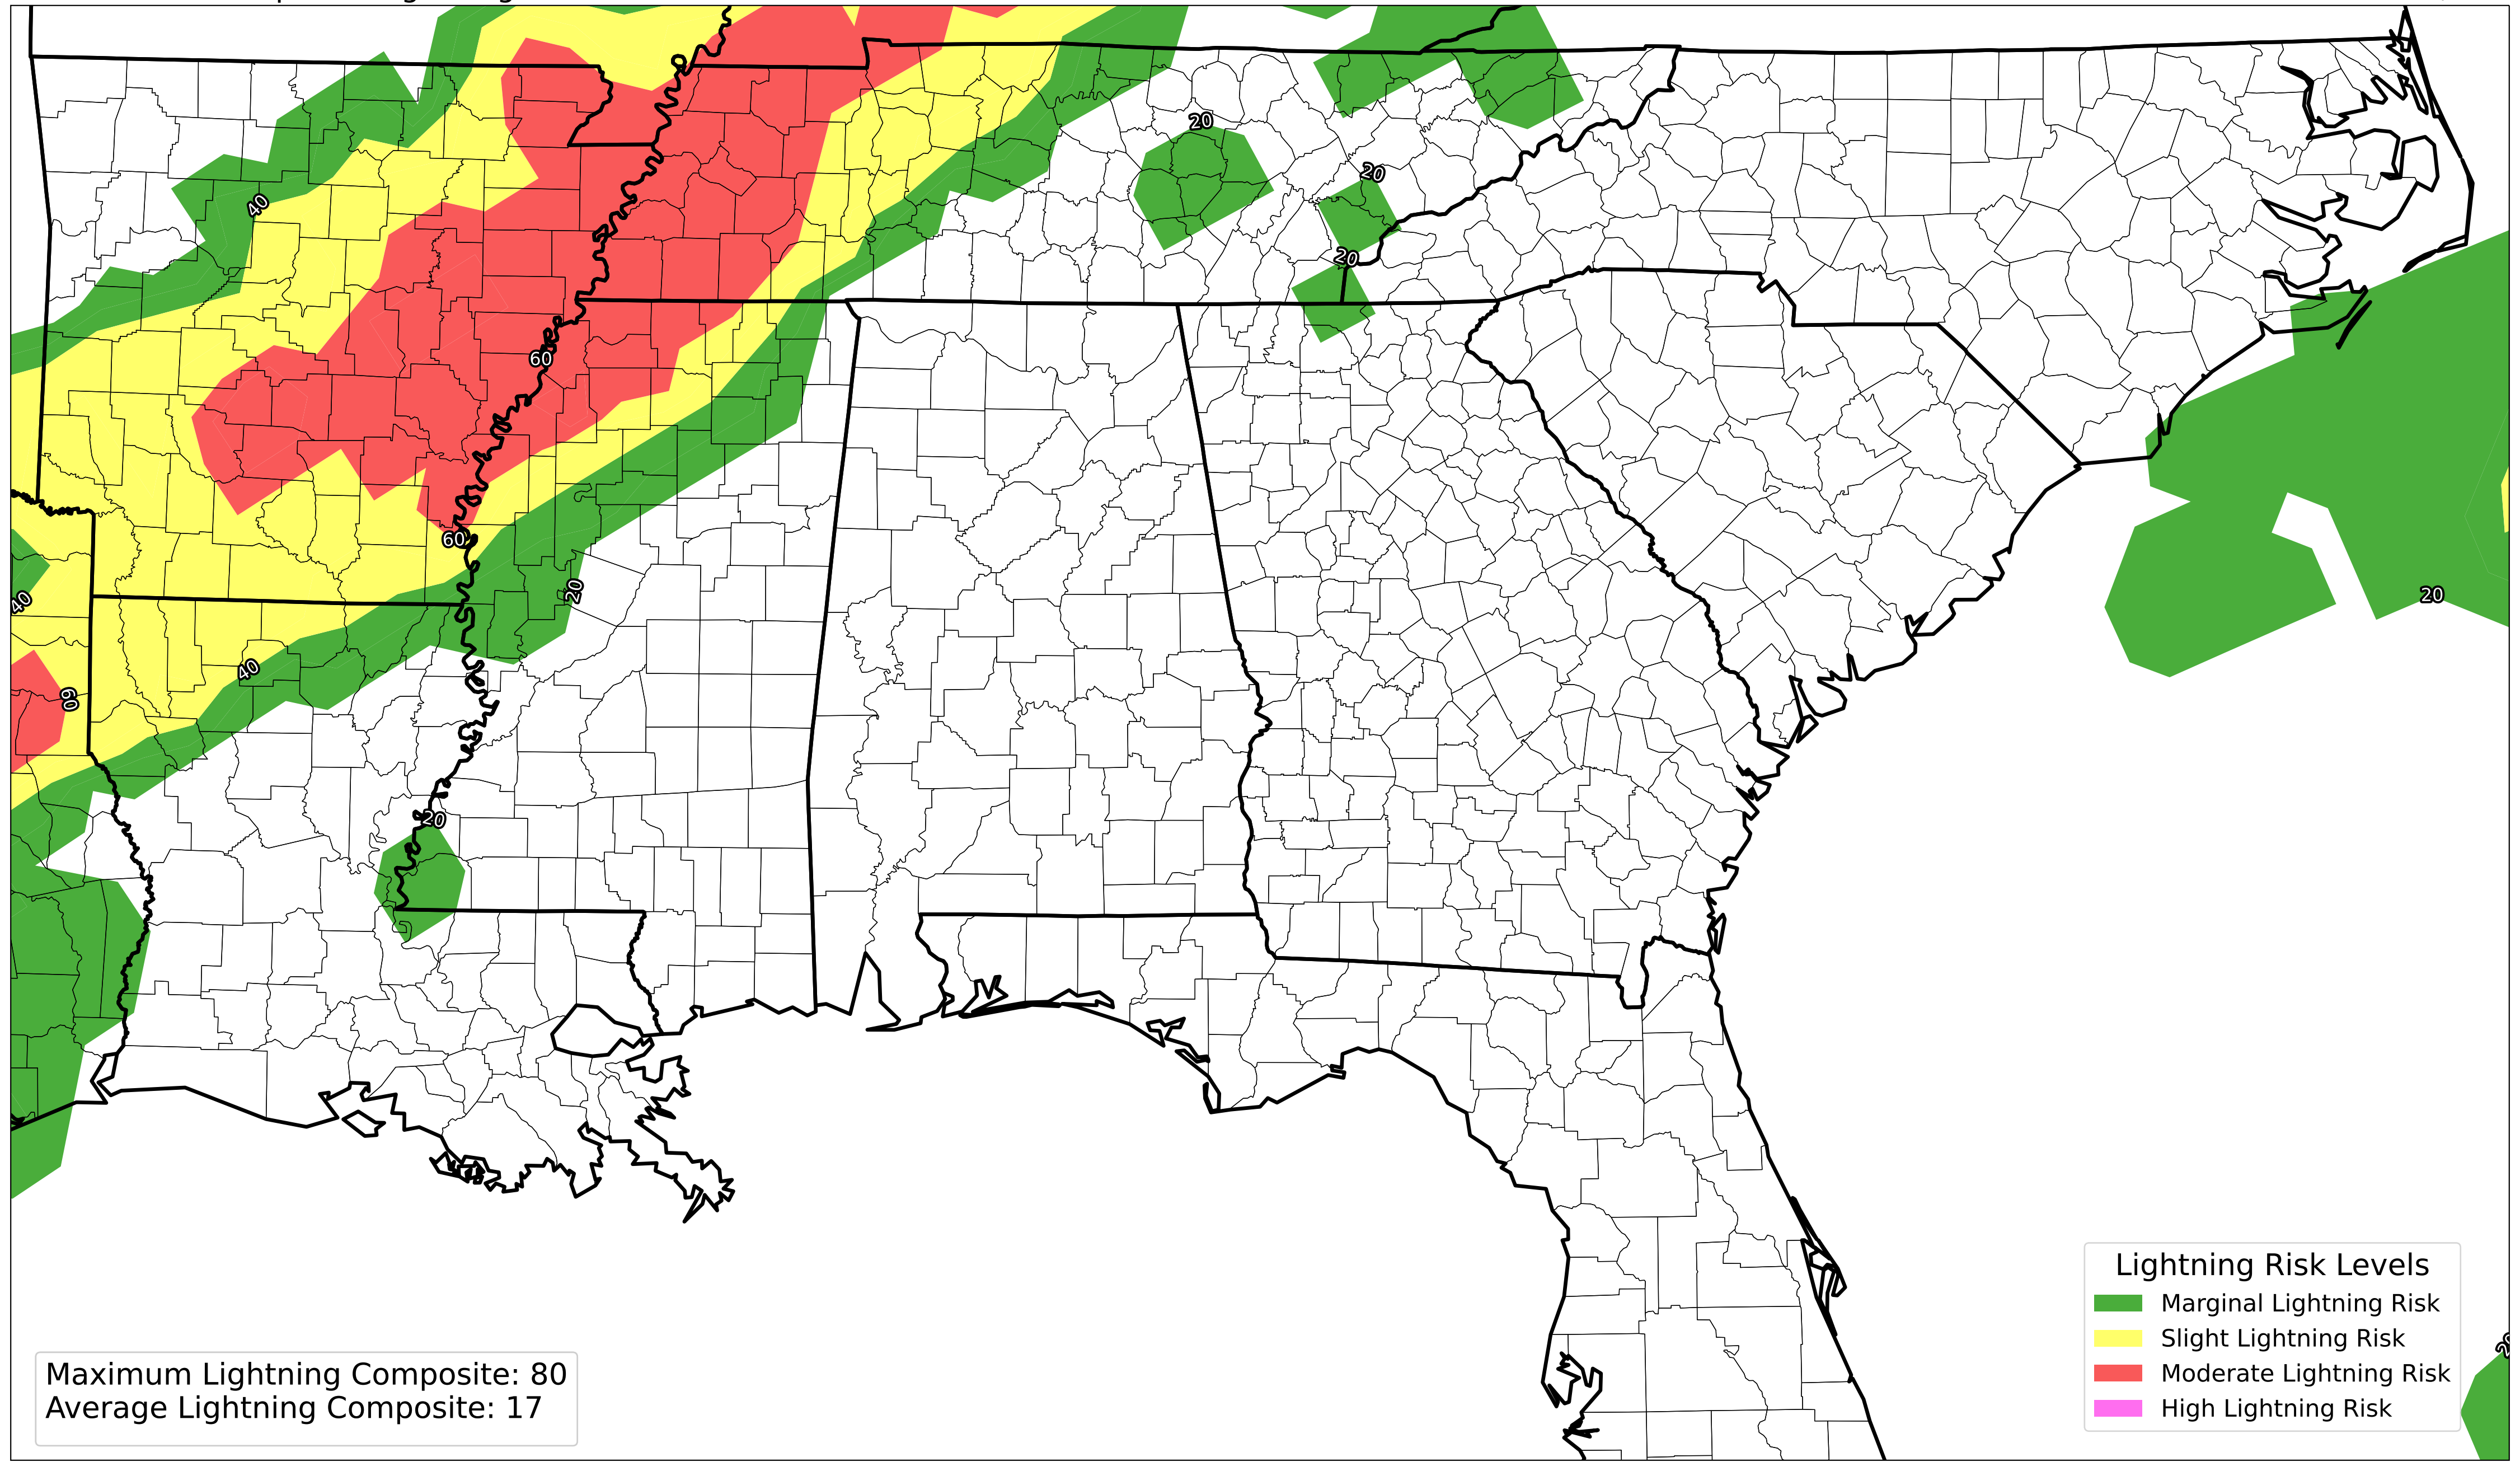 20
20
40
20
60
60
20
40
20
40
60
20
Lightning Risk Levels
Marginal Lightning Risk
Slight Lightning Risk
Moderate Lightning Risk
High Lightning Risk
Maximum Lightning Composite: 80
Average Lightning Composite: 17